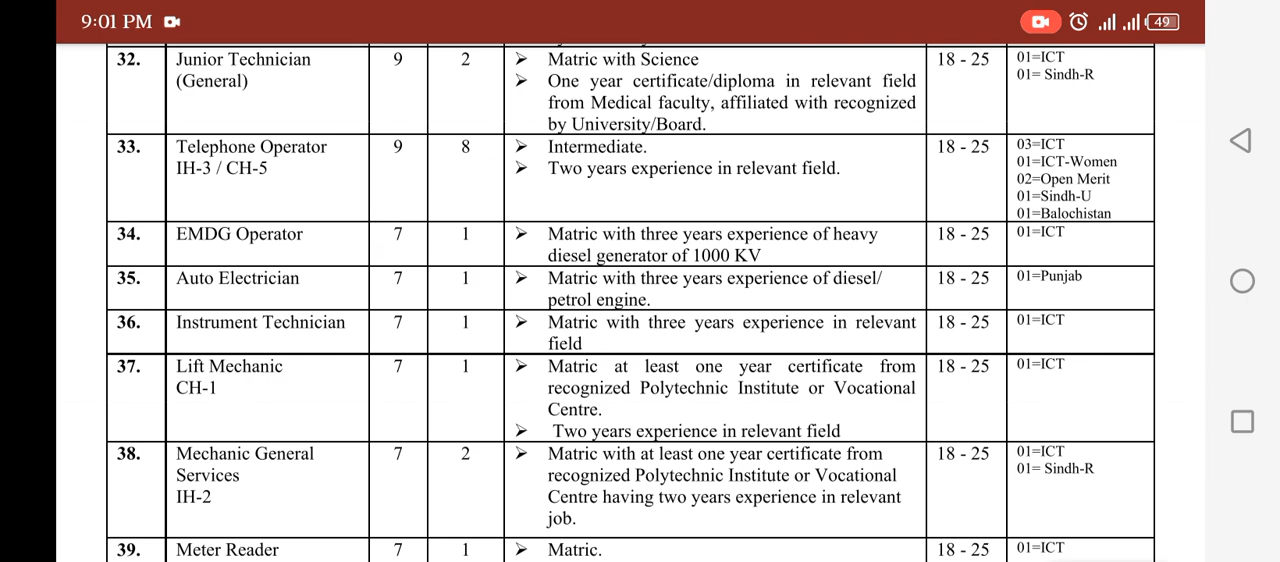 9:01 PM
49
32. Junior Technician 9 2 ➢ Matric with Science 18 - 25 01=ICT
(General) ➢ One year certificate/diploma in relevant field 01= Sindh-R
from Medical faculty, affiliated with recognized
by University/Board.
33. Telephone Operator 9 8 ➢ Intermediate. 18 - 25 03=ICT
IH-3 / CH-5 ➢ Two years experience in relevant field. 01=ICT-Women
02=Open Merit
01=Sindh-U
01=Balochistan
34. EMDG Operator 7 1 ➢ Matric with three years experience of heavy 18 - 25 01=ICT
diesel generator of 1000 KV
35. Auto Electrician 7 1 ➢ Matric with three years experience of diesel/ 18 - 25 01=Punjab
petrol engine.
36. Instrument Technician 7 1 ➢ Matric with three years experience in relevant 18 - 25 01=ICT
field
37. Lift Mechanic 7 1 ➢ Matric at least one year certificate from 18 - 25 01=ICT
CH-1 recognized Polytechnic Institute or Vocational
Centre.
➢ Two years experience in relevant field
38. Mechanic General 7 2 ➢ Matric with at least one year certificate from 18 - 25 01=ICT
Services recognized Polytechnic Institute or Vocational 01= Sindh-R
IH-2 Centre having two years experience in relevant
job.
39. Meter Reader 7 1 ➢ Matric. 18 - 25 01=ICT